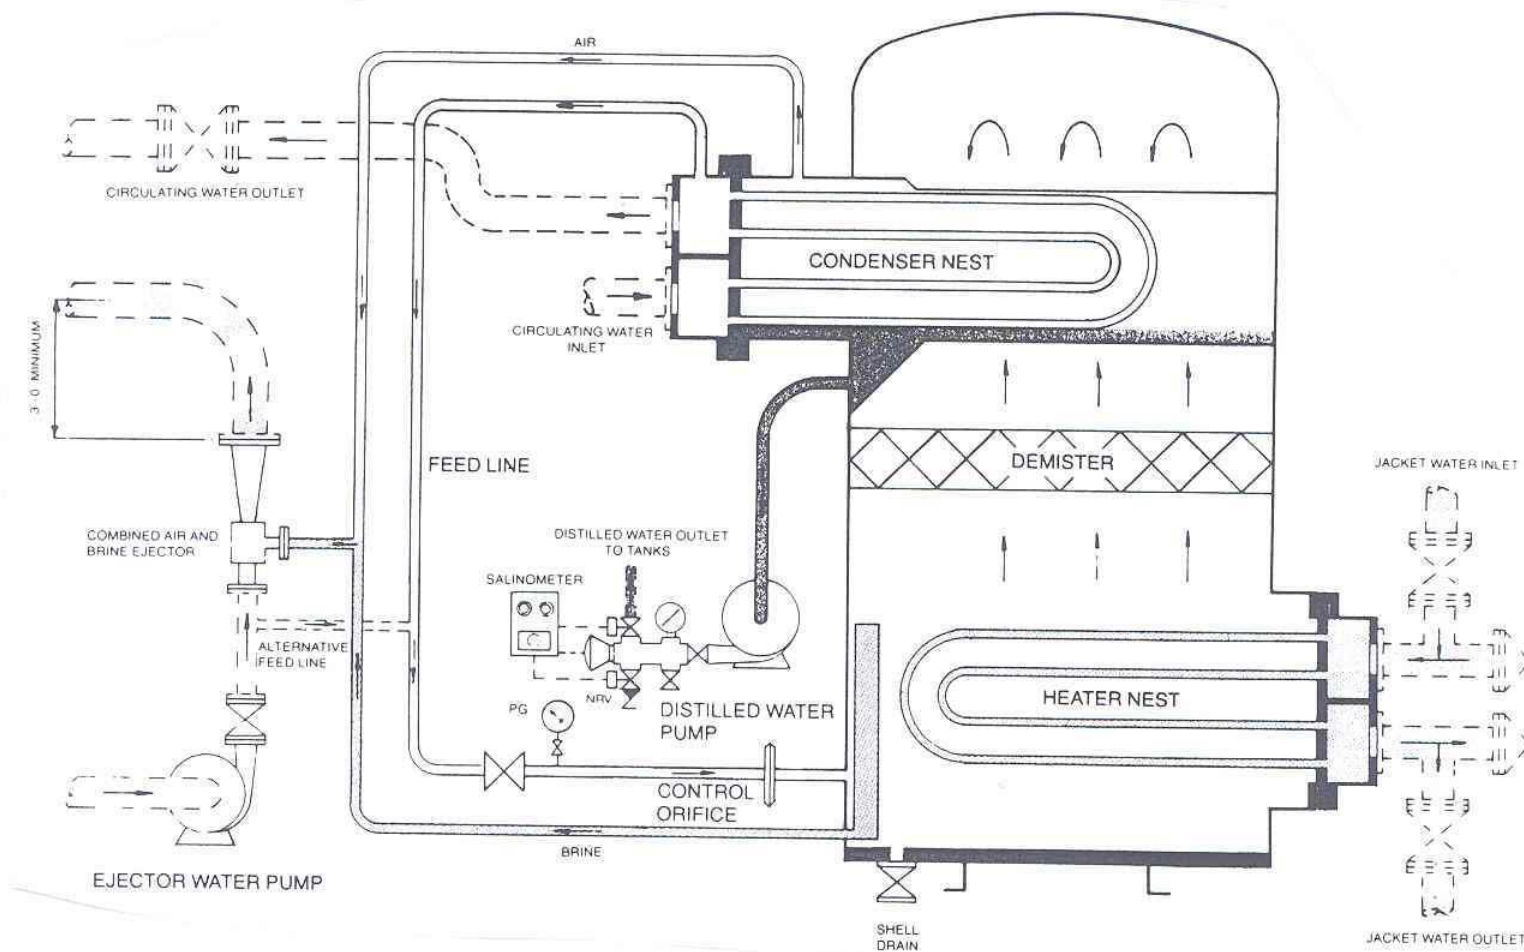 AIR
CIRCULATING WATER OUTLET
CONDENSER NEST
CIRCULATING WATER
INLET
3'-0 MINIMUM
FEED LINE
DEMISTER
JACKET WATER INLET
COMBINED AIR AND
BRINE EJECTOR
DISTILLED WATER OUTLET
TO TANKS
SALINOMETER
ALTERNATIVE
FEED LINE
NRV
PG
DISTILLED WATER
PUMP
HEATER NEST
CONTROL
ORIFICE
BRINE
EJECTOR WATER PUMP
SHELL
DRAIN
JACKET WATER OUTLET